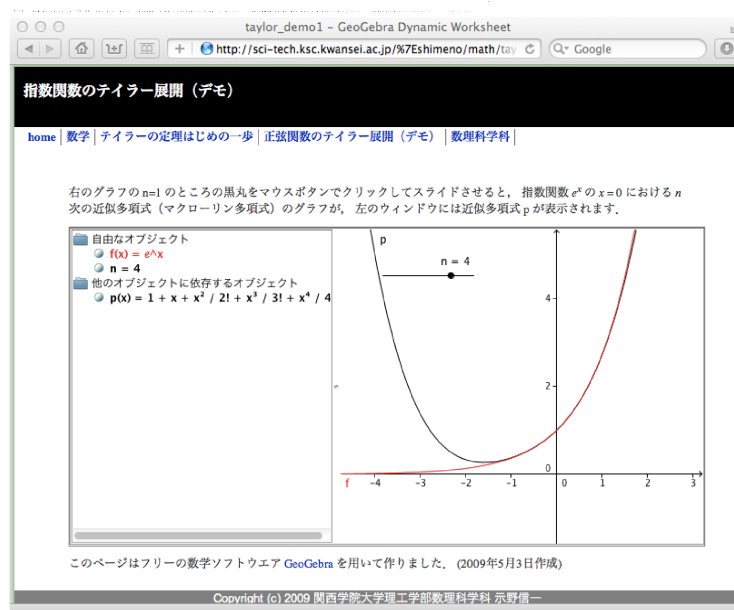 taylor_demo1 – GeoGebra Dynamic Worksheet
http://sci-tech.ksc.kwansei.ac.jp/%7Eshimeno/math/tay
Google
指数関数のテイラー展開（デモ）
home | 数学 | テイラーの定理はじめの一歩 | 正弦関数のテイラー展開（デモ） | 数理科学科
右のグラフの n=1 のところの黒丸をマウスボタンでクリックしてスライドさせると， 指数関数 eˣ の x = 0 における n
次の近似多項式（マクローリン多項式）のグラフが， 左のウィンドウには近似多項式 p が表示されます．
自由なオブジェクト
f(x) = e^x
n = 4
他のオブジェクトに依存するオブジェクト
p(x) = 1 + x + x² / 2! + x³ / 3! + x⁴ / 4
p
n = 4
4
2
0
f
-4 -3 -2 -1 0 1 2 3
このページはフリーの数学ソフトウエア GeoGebra を用いて作りました． (2009年5月3日作成)
Copyright (c) 2009 関西学院大学理工学部数理科学科 示野信一